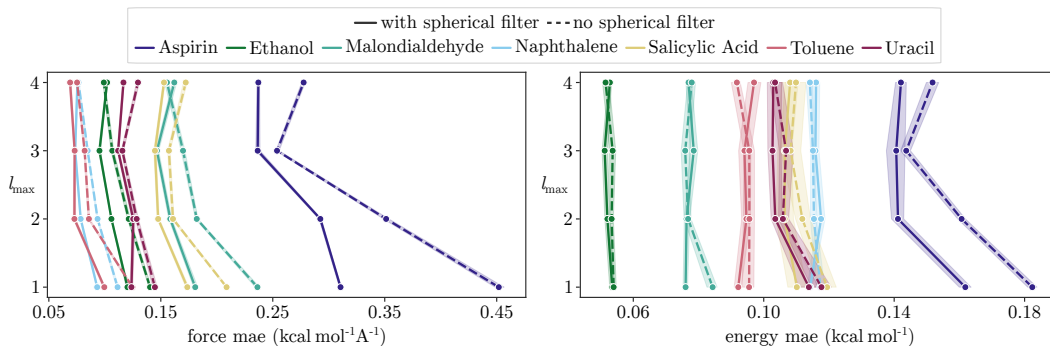 with spherical filter no spherical filter
Aspirin Ethanol Malondialdehyde Naphthalene Salicylic Acid Toluene Uracil
4
3
l_max
2
1
0.05 0.15 0.25 0.35 0.45
force mae (kcal mol⁻¹A⁻¹)
4
3
l_max
2
1
0.06 0.10 0.14 0.18
energy mae (kcal mol⁻¹)